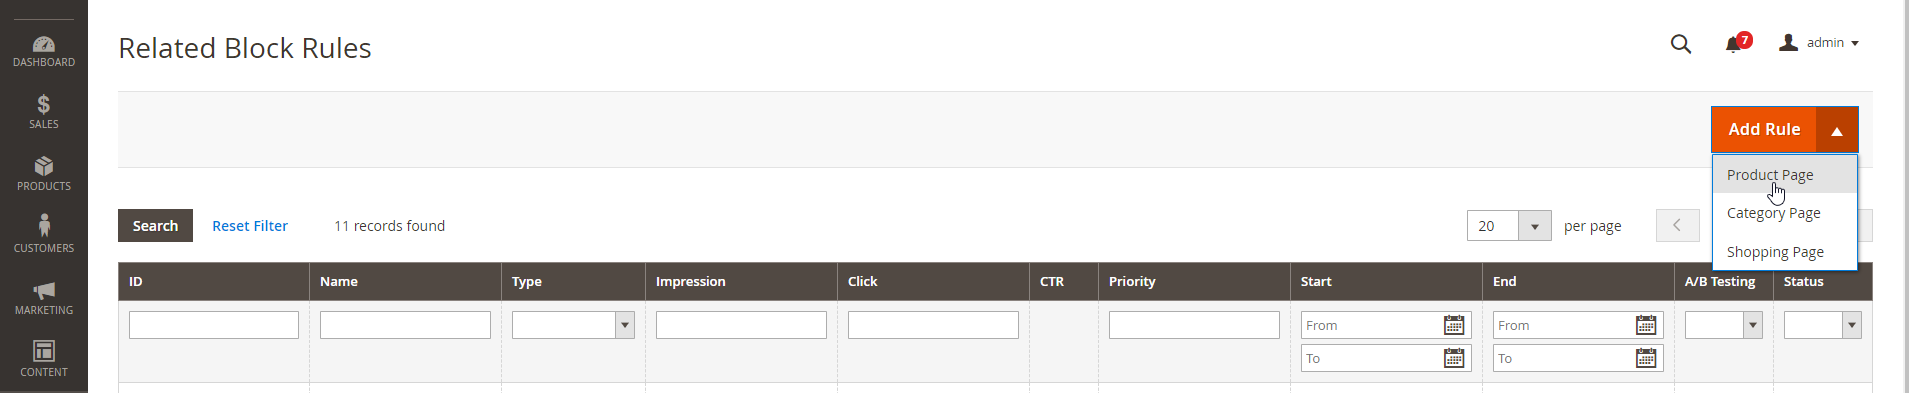 DASHBOARD
SALES
PRODUCTS
CUSTOMERS
MARKETING
CONTENT
Related Block Rules
7
admin
Add Rule
Product Page
Category Page
Shopping Page
Search
Reset Filter
11 records found
20
per page
ID
Name
Type
Impression
Click
CTR
Priority
Start
End
A/B Testing
Status
From
From
To
To